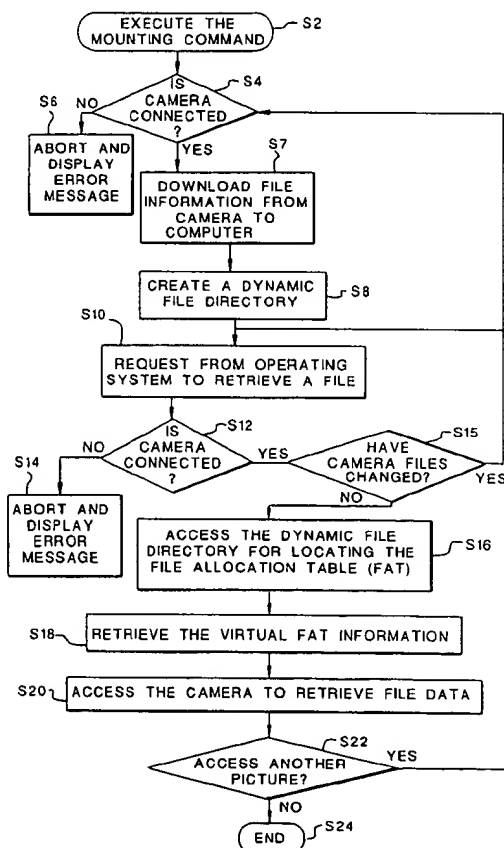 EXECUTE THE
MOUNTING COMMAND
S2
IS
CAMERA
CONNECTED
?
S4
NO
YES
S6
ABORT AND
DISPLAY
ERROR
MESSAGE
S7
DOWNLOAD FILE
INFORMATION FROM
CAMERA TO
COMPUTER
CREATE A DYNAMIC
FILE DIRECTORY
S8
S10
REQUEST FROM OPERATING
SYSTEM TO RETRIEVE A FILE
IS
CAMERA
CONNECTED
?
S12
NO
YES
S14
ABORT AND
DISPLAY
ERROR
MESSAGE
HAVE
CAMERA FILES
CHANGED?
S15
YES
NO
ACCESS THE DYNAMIC FILE
DIRECTORY FOR LOCATING THE
FILE ALLOCATION TABLE (FAT)
S16
S18
RETRIEVE THE VIRTUAL FAT INFORMATION
S20
ACCESS THE CAMERA TO RETRIEVE FILE DATA
S22
ACCESS ANOTHER
PICTURE?
YES
NO
END
S24